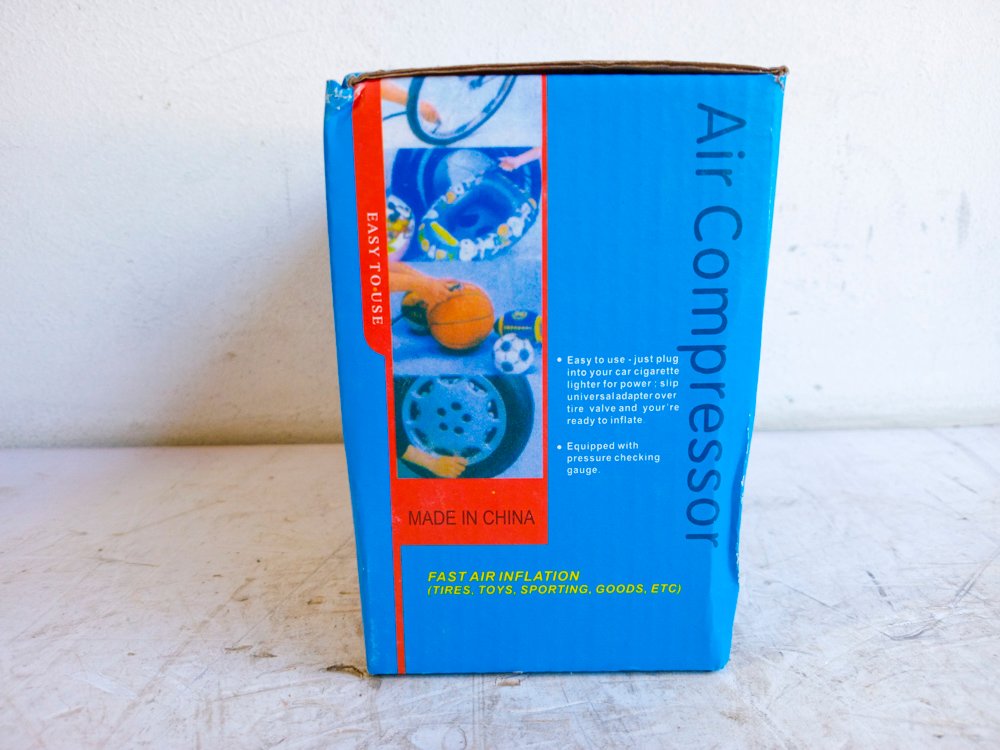 EASY TO USE
Air Compressor
• Easy to use - just plug
into your car cigarette
lighter for power : slip
universaladapter over
tire valve and your're
ready to inflate.
• Equipped with
pressure checking
gauge.
MADE IN CHINA
FAST AIR INFLATION
(TIRES, TOYS, SPORTING, GOODS, ETC)